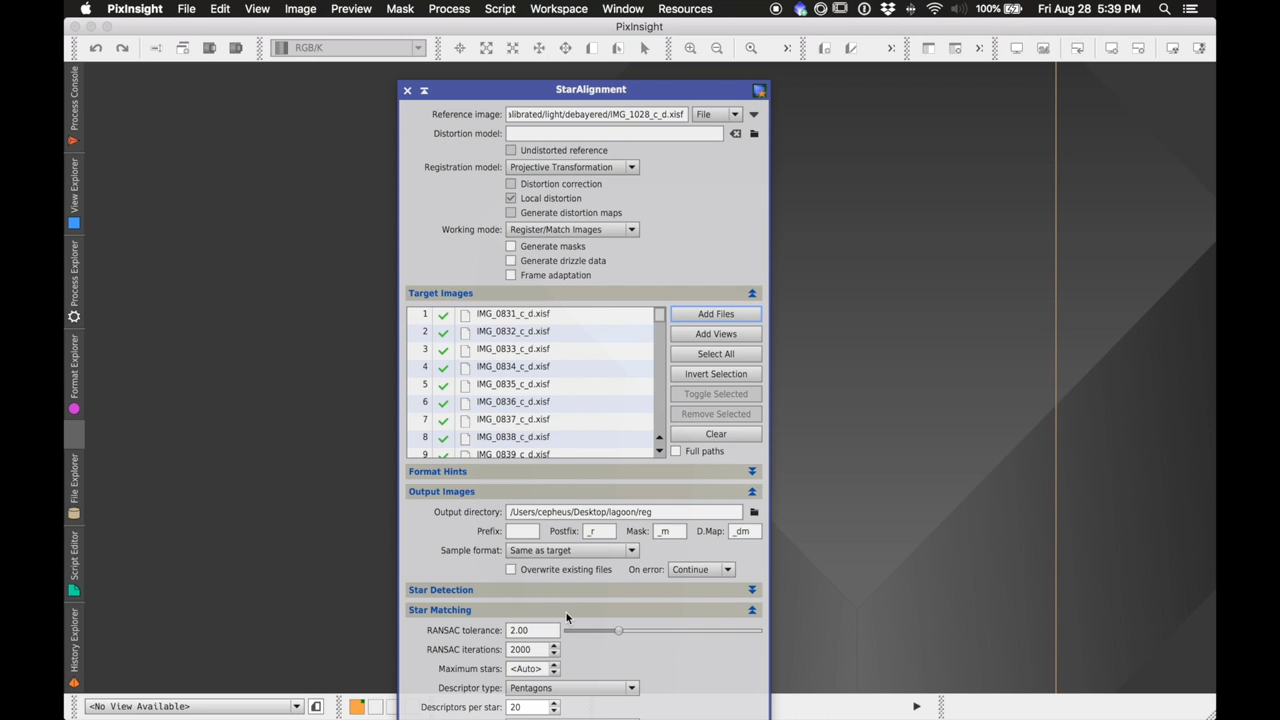 PixInsight File Edit View Image Preview Mask Process Script Workspace Window Resources 100% Fri Aug 28 5:39 PM
PixInsight
RGB/K
Process Console
View Explorer
Process Explorer
Format Explorer
File Explorer
Script Editor
History Explorer
StarAlignment
Reference image: alibrated/light/debayered/IMG_1028_c_d.xisf File
Distortion model:
Undistorted reference
Registration model: Projective Transformation
Distortion correction
Local distortion
Generate distortion maps
Working mode: Register/Match Images
Generate masks
Generate drizzle data
Frame adaptation
Target Images
1 IMG_0831_c_d.xisf
2 IMG_0832_c_d.xisf
3 IMG_0833_c_d.xisf
4 IMG_0834_c_d.xisf
5 IMG_0835_c_d.xisf
6 IMG_0836_c_d.xisf
7 IMG_0837_c_d.xisf
8 IMG_0838_c_d.xisf
9 IMG_0839_c_d.xisf
Add Files
Add Views
Select All
Invert Selection
Toggle Selected
Remove Selected
Clear
Full paths
Format Hints
Output Images
Output directory: /Users/cepheus/Desktop/lagoon/reg
Prefix: Postfix: _r Mask: _m D.Map: _dm
Sample format: Same as target
Overwrite existing files On error: Continue
Star Detection
Star Matching
RANSAC tolerance: 2.00
RANSAC iterations: 2000
Maximum stars: <Auto>
Descriptor type: Pentagons
Descriptors per star: 20
<No View Available>